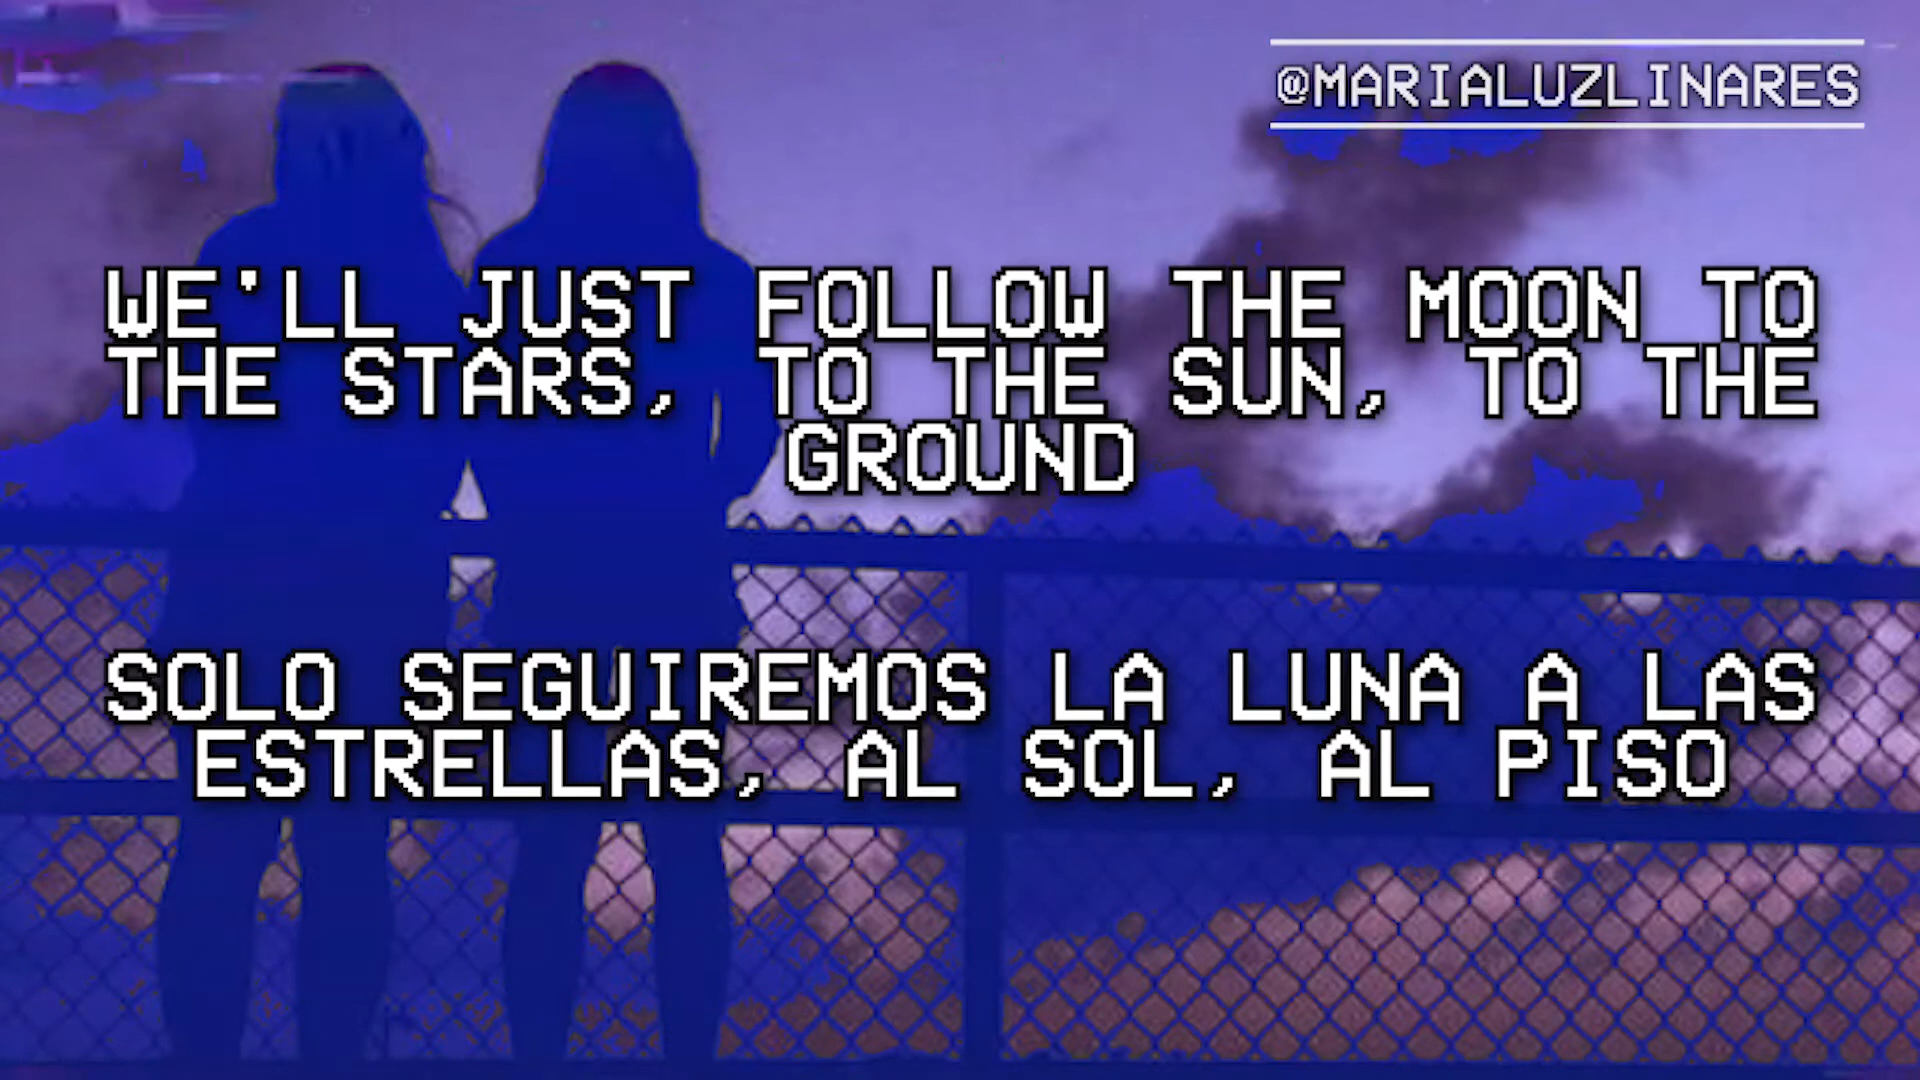 @MARIALUZLINARES
WE'LL JUST FOLLOW THE MOON TO
THE STARS, TO THE SUN, TO THE
GROUND
SOLO SEGUIREMOS LA LUNA A LAS
ESTRELLAS, AL SOL, AL PISO